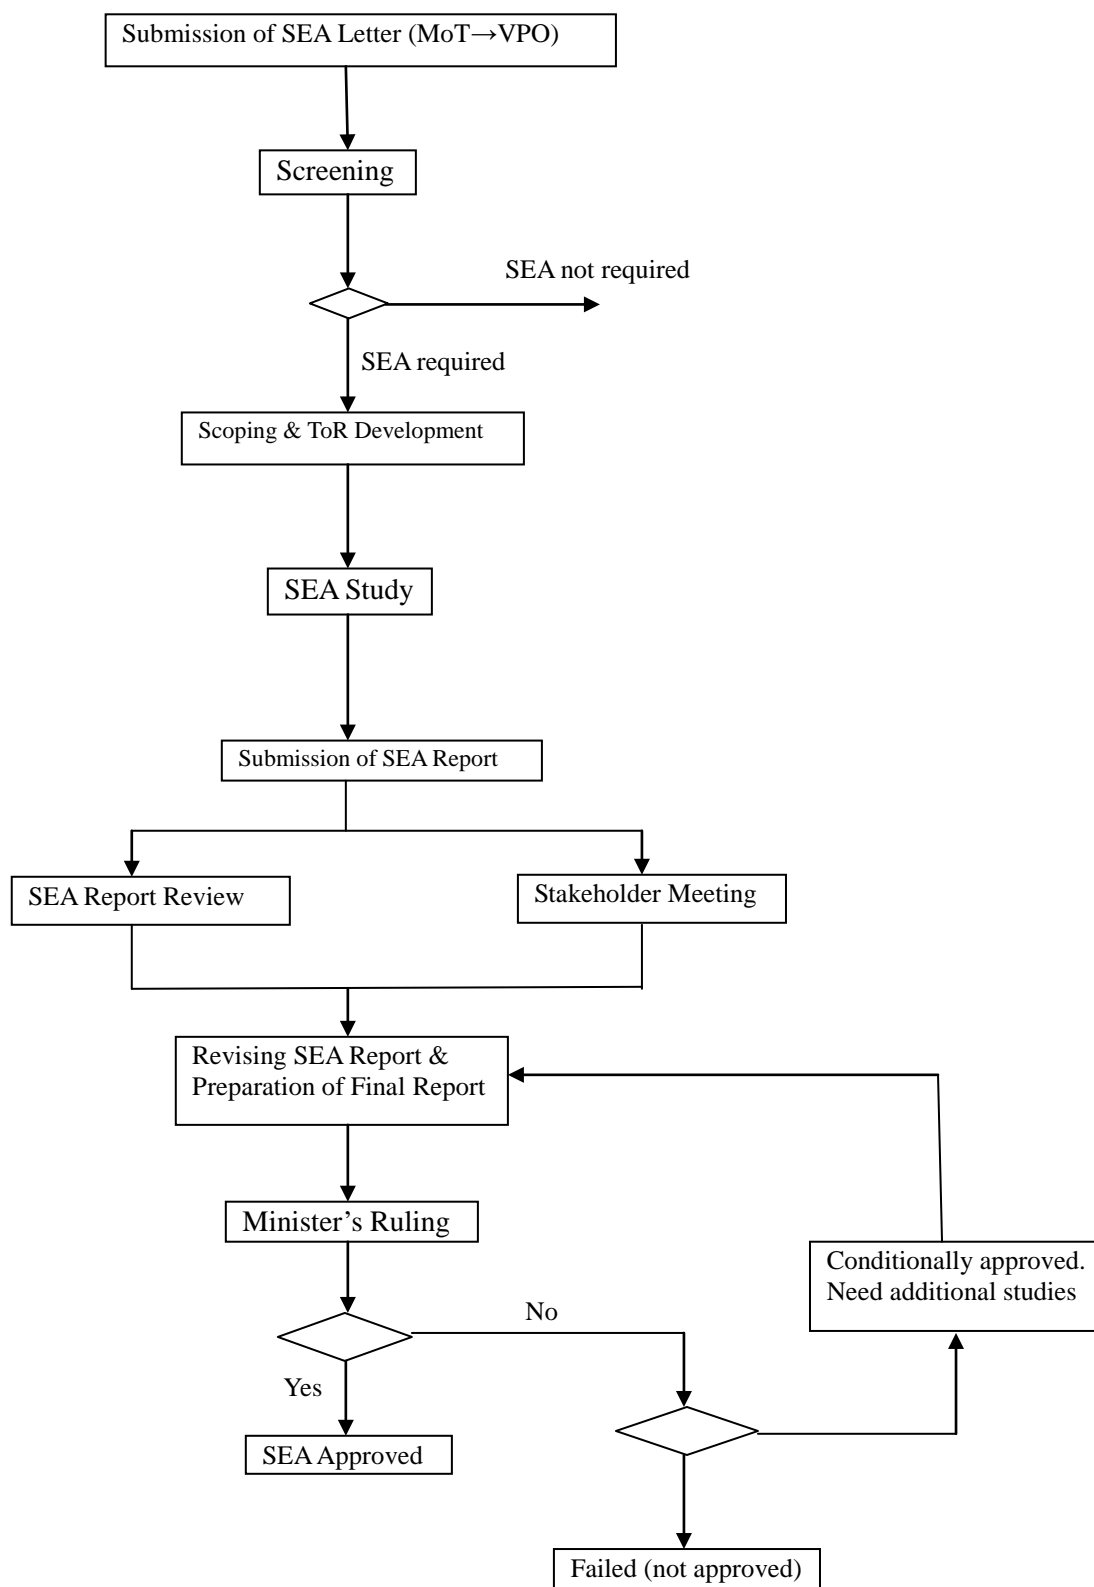 Submission of SEA Letter (MoT→VPO)
Screening
SEA not required
SEA required
Scoping & ToR Development
SEA Study
Submission of SEA Report
SEA Report Review
Stakeholder Meeting
Revising SEA Report &
Preparation of Final Report
Minister’s Ruling
Conditionally approved.
Need additional studies
No
Yes
SEA Approved
Failed (not approved)